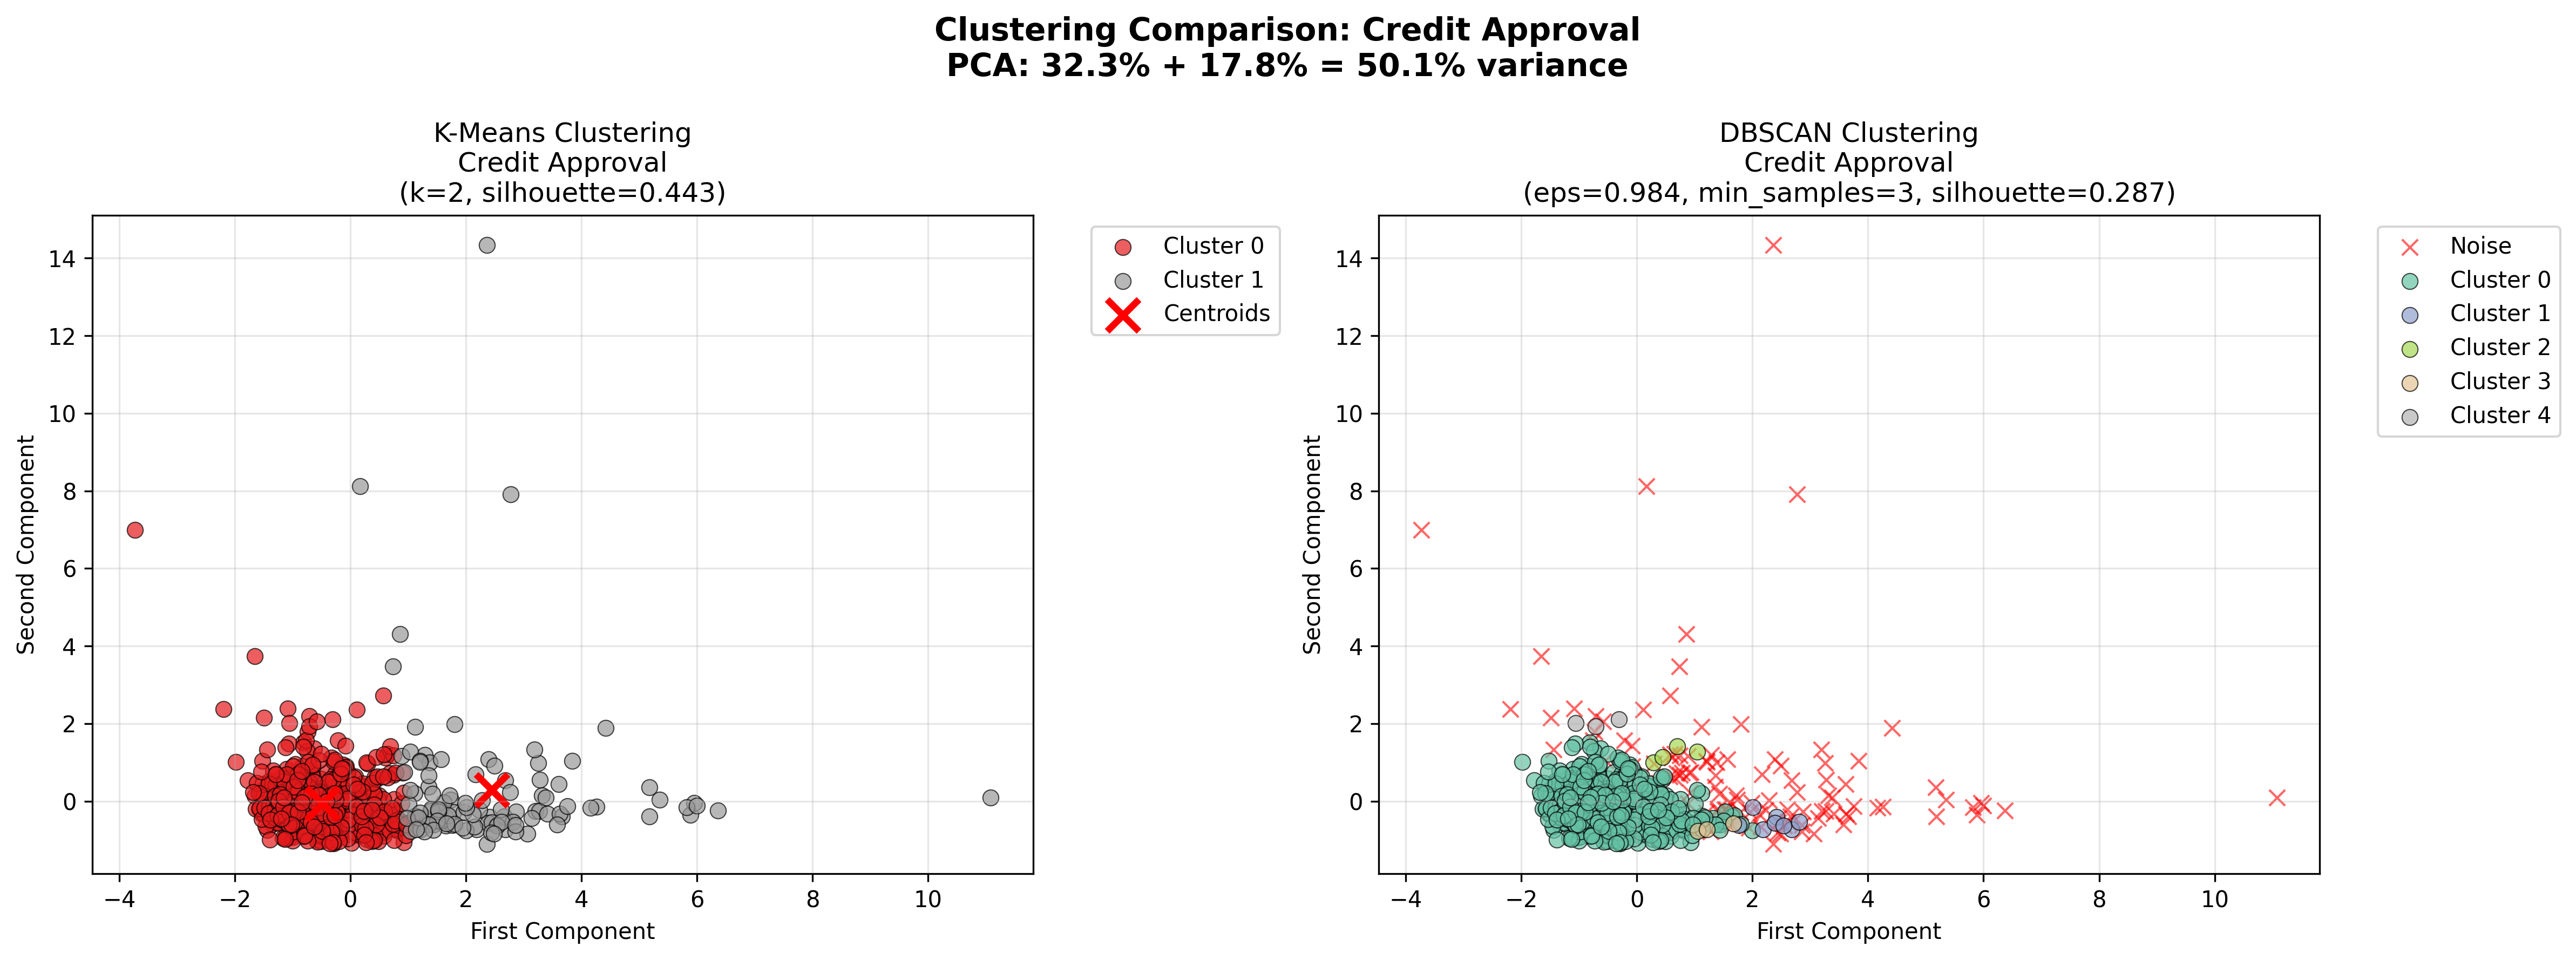 Clustering Comparison: Credit Approval
PCA: 32.3% + 17.8% = 50.1% variance
K-Means Clustering
Credit Approval
(k=2, silhouette=0.443)
14
12
10
8
6
4
2
0
Second Component
−4
−2
0
2
4
6
8
10
First Component
Cluster 0
Cluster 1
Centroids
DBSCAN Clustering
Credit Approval
(eps=0.984, min_samples=3, silhouette=0.287)
14
12
10
8
6
4
2
0
Second Component
−4
−2
0
2
4
6
8
10
First Component
Noise
Cluster 0
Cluster 1
Cluster 2
Cluster 3
Cluster 4